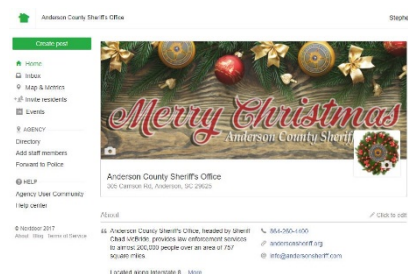 Anderson County Sheriff's Office
Stephe
Create post
Home
Inbox
Map & Metrics
Invite residents
Events
AGENCY
Directory
Add staff members
Forward to Police
HELP
Agency User Community
Help center
© Nextdoor 2017
About Blog Terms of Service
Merry Christmas
Anderson County Sheriff
Anderson County Sheriff's Office
305 Camson Rd, Anderson, SC 29625
About
Click to edit
Anderson County Sheriff's Office, headed by Sheriff
Chad McBride, provides law enforcement services
to almost 200,000 people over an area of 757
square miles.
Located along Interstate 8... More
864-260-4400
andersonsheriff.org
info@andersonsheriff.com